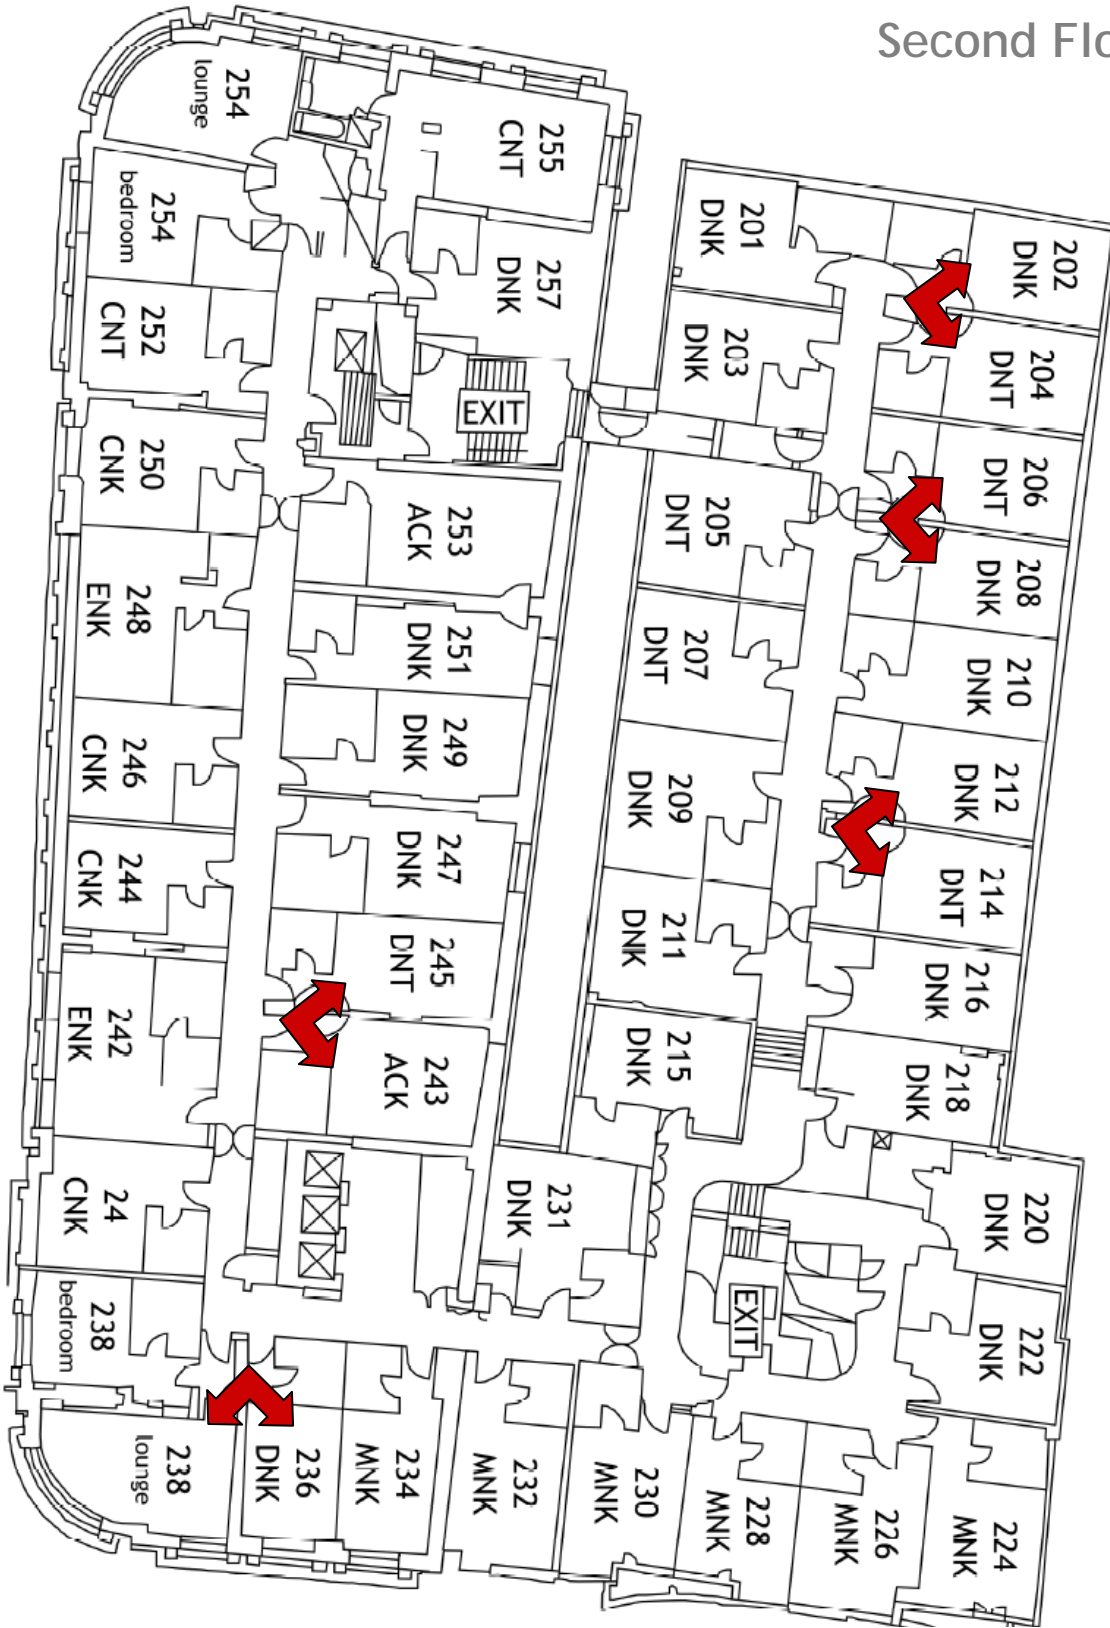 Second Flo
254
lounge
255
CNT
254
bedroom
257
DNK
252
CNT
EXIT
250
CNK
253
ACK
248
ENK
251
DNK
249
DNK
246
CNK
247
DNK
244
CNK
245
DNT
242
ENK
243
ACK
24
CNK
231
DNK
238
bedroom
238
lounge
236
DNK
234
MNK
232
MNK
230
MNK
228
MNK
226
MNK
224
MNK
201
DNK
202
DNK
203
DNK
204
DNT
205
DNT
206
DNT
208
DNK
207
DNT
210
DNK
209
DNK
212
DNK
211
DNK
214
DNT
216
DNK
215
DNK
218
DNK
220
DNK
EXIT
222
DNK